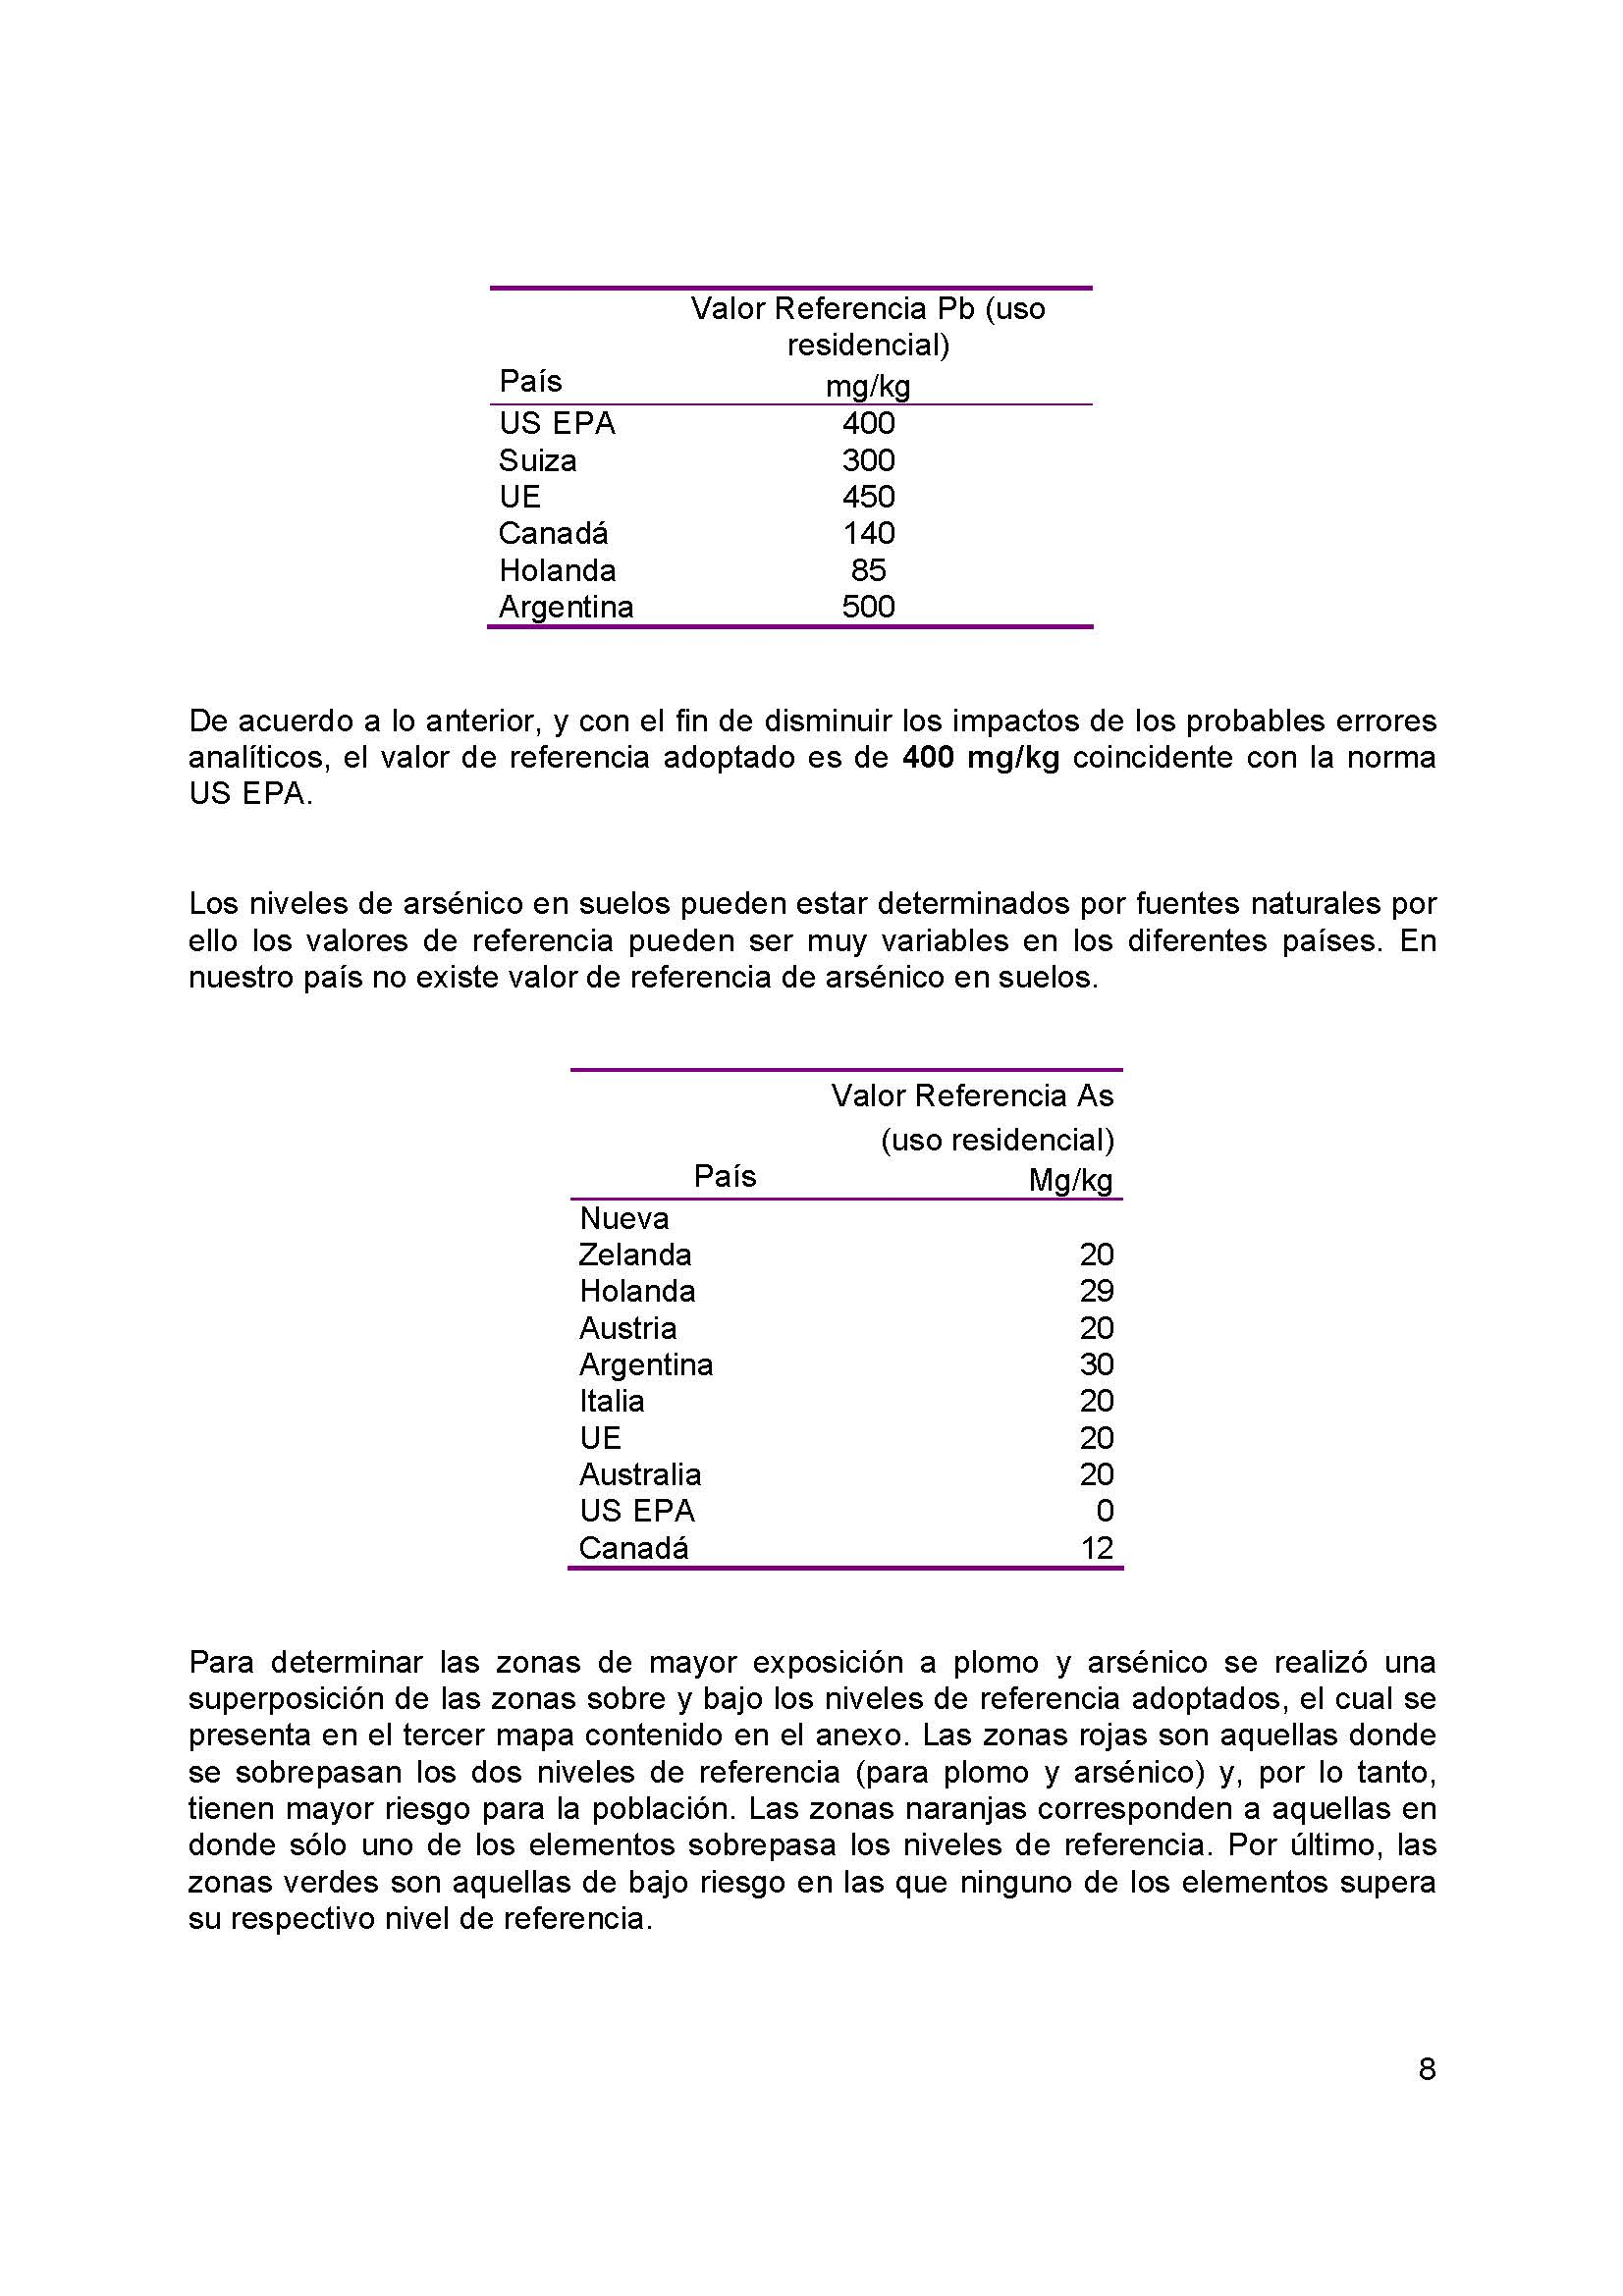 Valor Referencia Pb (uso
residencial)
País mg/kg
US EPA 400
Suiza 300
UE 450
Canadá 140
Holanda 85
Argentina 500
De acuerdo a lo anterior, y con el fin de disminuir los impactos de los probables errores
analíticos, el valor de referencia adoptado es de 400 mg/kg coincidente con la norma
US EPA.
Los niveles de arsénico en suelos pueden estar determinados por fuentes naturales por
ello los valores de referencia pueden ser muy variables en los diferentes países. En
nuestro país no existe valor de referencia de arsénico en suelos.
Valor Referencia As
(uso residencial)
País Mg/kg
Nueva
Zelanda 20
Holanda 29
Austria 20
Argentina 30
Italia 20
UE 20
Australia 20
US EPA 0
Canadá 12
Para determinar las zonas de mayor exposición a plomo y arsénico se realizó una
superposición de las zonas sobre y bajo los niveles de referencia adoptados, el cual se
presenta en el tercer mapa contenido en el anexo. Las zonas rojas son aquellas donde
se sobrepasan los dos niveles de referencia (para plomo y arsénico) y, por lo tanto,
tienen mayor riesgo para la población. Las zonas naranjas corresponden a aquellas en
donde sólo uno de los elementos sobrepasa los niveles de referencia. Por último, las
zonas verdes son aquellas de bajo riesgo en las que ninguno de los elementos supera
su respectivo nivel de referencia.
8